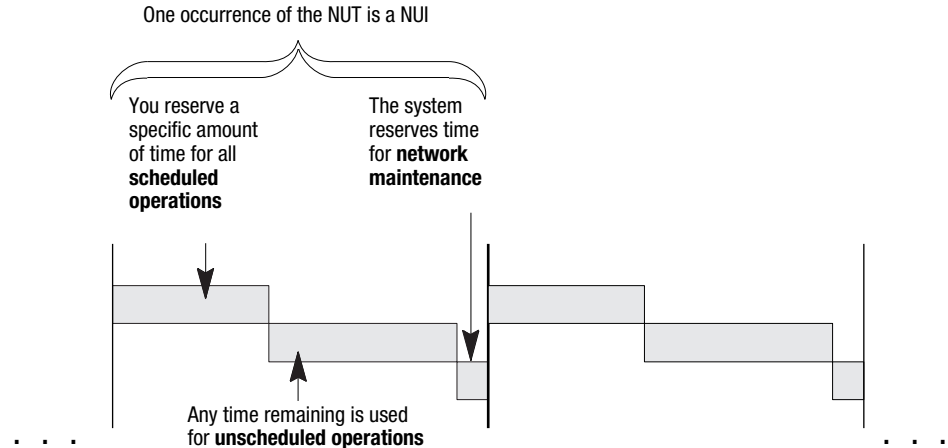 One occurrence of the NUT is a NUI
You reserve a
specific amount
of time for all
scheduled
operations
The system
reserves time
for network
maintenance
Any time remaining is used
for unscheduled operations